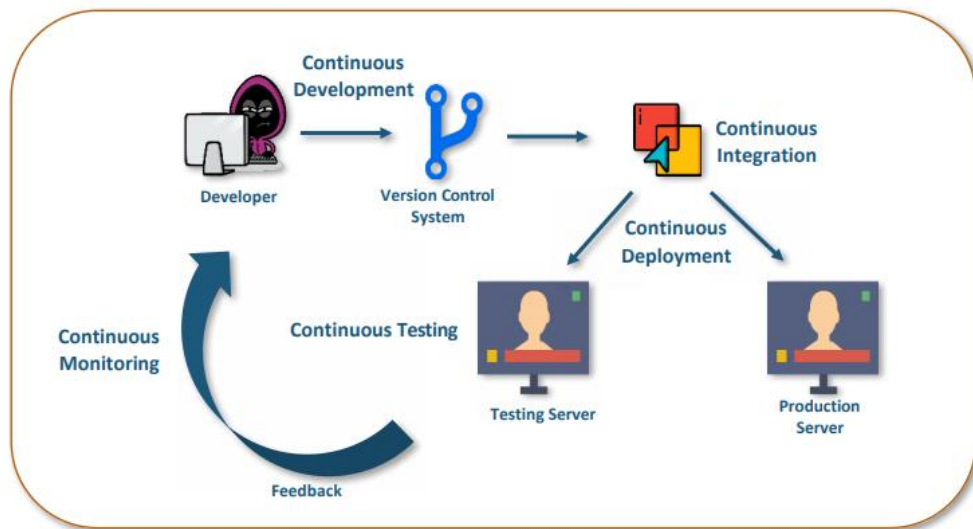 Continuous
Development
Developer
Version Control
System
Continuous
Integration
Continuous
Deployment
Continuous
Monitoring
Continuous Testing
Testing Server
Production
Server
Feedback